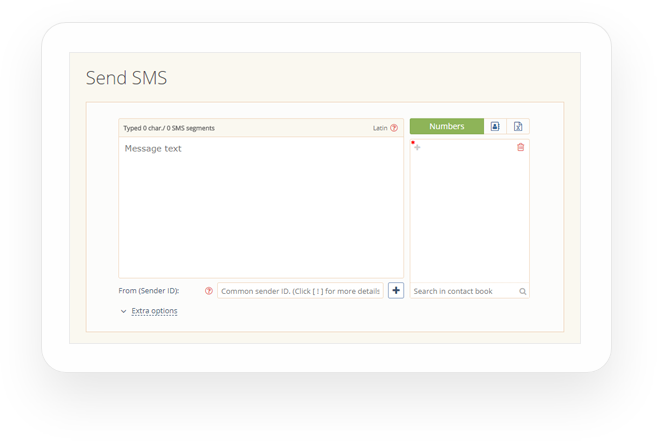 Send SMS
Typed 0 char./ 0 SMS segments
Latin
Numbers
Message text
From (Sender ID):
Common sender ID. (Click [ ! ] for more details
Search in contact book
Extra options